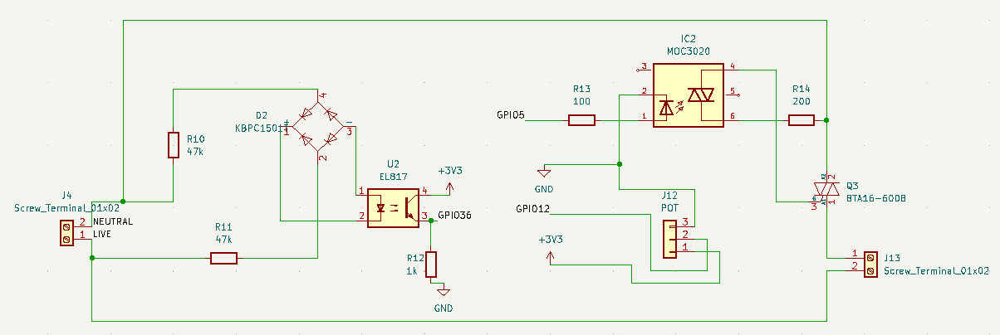 IC2
MOC3020
3
4
2
5
1
6
R13
100
R14
200
GPIO5
GND
D2
KBPC1501
4
+
1
-
3
2
R10
47k
U2
EL817
+3V3
1
4
2
3
GPIO36
J4
Screw_Terminal_01x02
2
NEUTRAL
1
LIVE
R11
47k
R12
1k
GND
GPIO12
J12
POT
3
2
1
+3V3
Q3
BTA16-600B
A2
2
G
3
A1
1
J13
1
2
Screw_Terminal_01x02